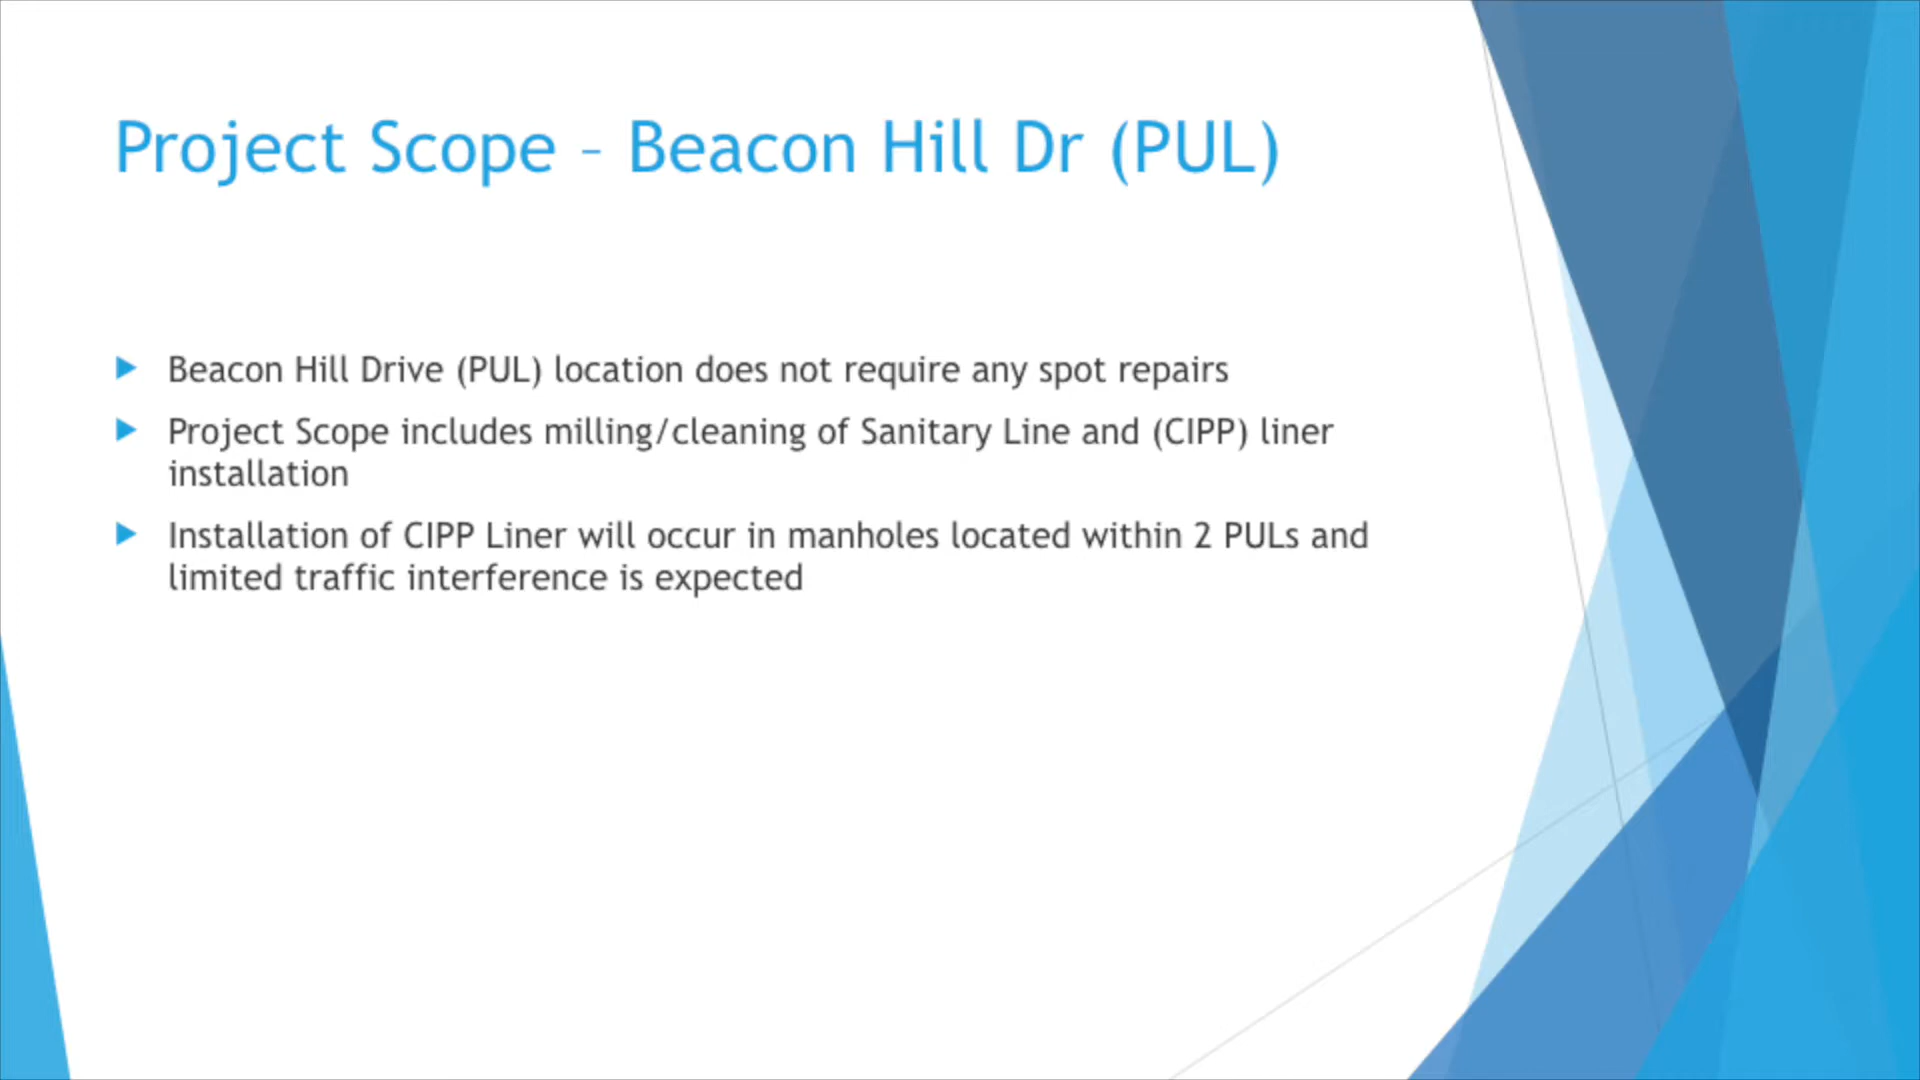 Project Scope – Beacon Hill Dr (PUL)
Beacon Hill Drive (PUL) location does not require any spot repairs
Project Scope includes milling/cleaning of Sanitary Line and (CIPP) liner
installation
Installation of CIPP Liner will occur in manholes located within 2 PULs and
limited traffic interference is expected